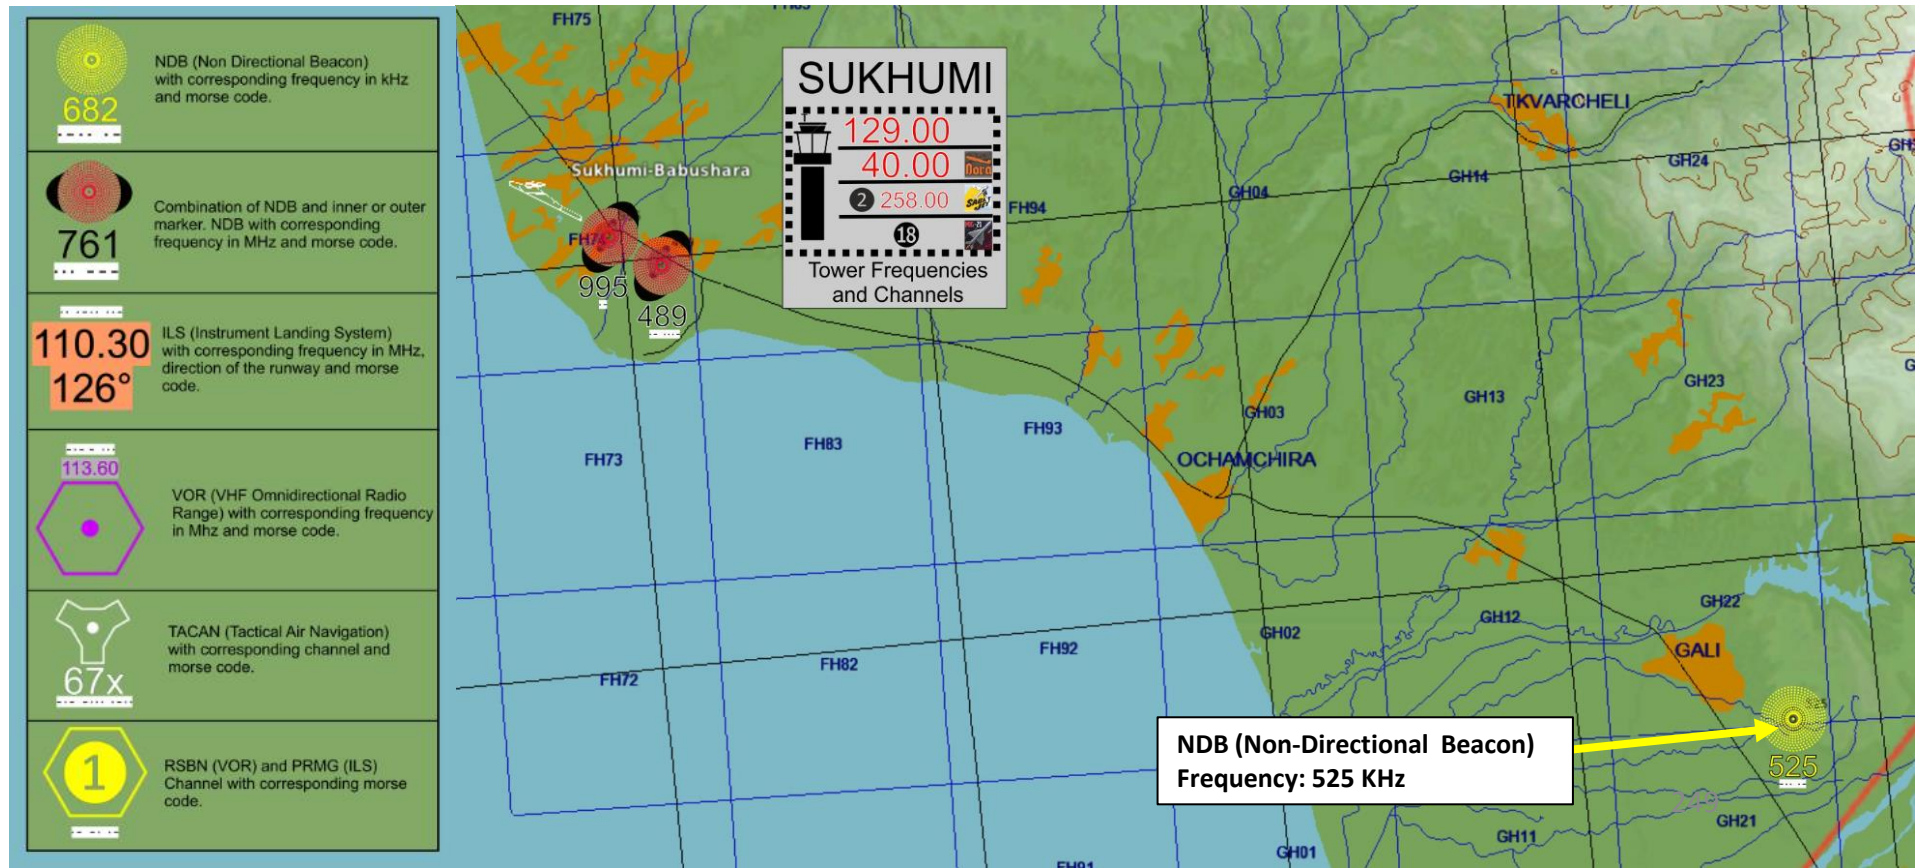 NDB (Non Directional Beacon)
with corresponding frequency in kHz
and morse code.
682
Combination of NDB and inner or outer
marker. NDB with corresponding
frequency in MHz and morse code.
761
ILS (Instrument Landing System)
with corresponding frequency in MHz,
direction of the runway and morse
code.
110.30
126°
113.60
VOR (VHF Omnidirectional Radio
Range) with corresponding frequency
in Mhz and morse code.
TACAN (Tactical Air Navigation)
with corresponding channel and
morse code.
67x
RSBN (VOR) and PRMG (ILS)
Channel with corresponding morse
code.
1
FH75
SUKHUMI
129.00
40.00
2 258.00
18
Tower Frequencies
and Channels
TKVARCHELI
Sukhumi-Babushara
GH24
GH14
GH04
FH94
FH74
995
489
GH23
GH13
GH03
FH93
FH83
FH73
OCHAMCHIRA
GH22
GH12
GH02
FH92
FH82
FH72
GALI
525
525
NDB (Non-Directional Beacon)
Frequency: 525 KHz
GH21
GH11
GH01
FH91